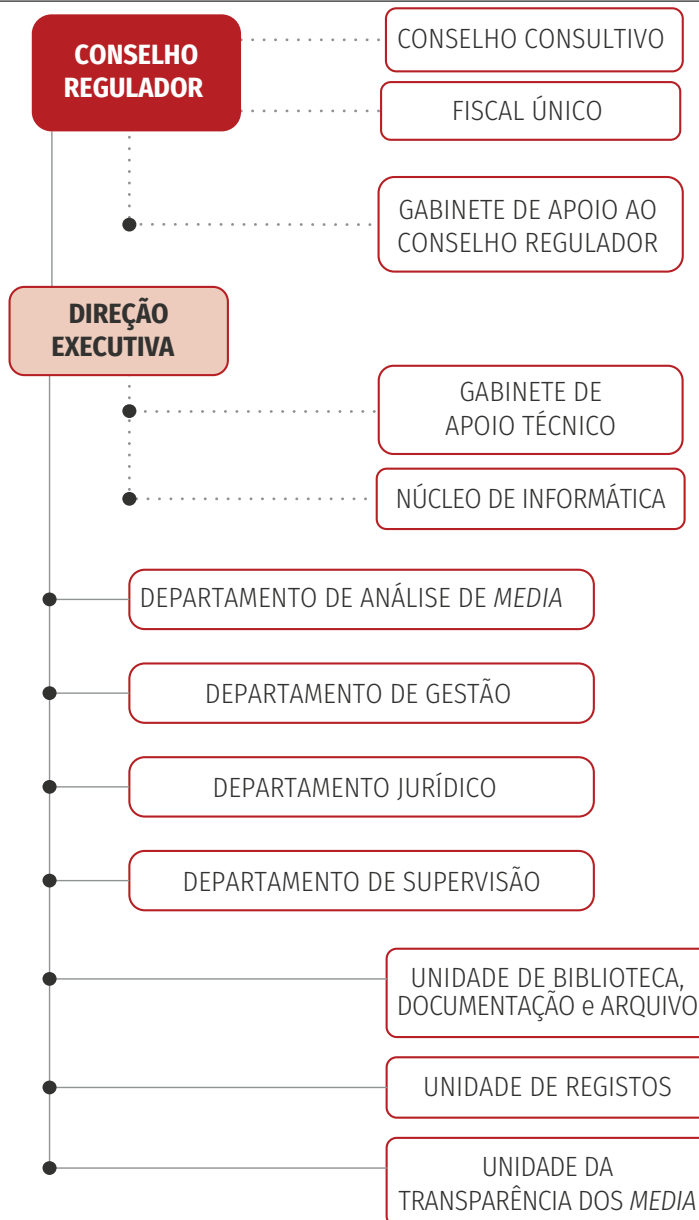 CONSELHO
REGULADOR
CONSELHO CONSULTIVO
FISCAL ÚNICO
GABINETE DE APOIO AO
CONSELHO REGULADOR
DIREÇÃO
EXECUTIVA
GABINETE DE
APOIO TÉCNICO
NÚCLEO DE INFORMÁTICA
DEPARTAMENTO DE ANÁLISE DE MEDIA
DEPARTAMENTO DE GESTÃO
DEPARTAMENTO JURÍDICO
DEPARTAMENTO DE SUPERVISÃO
UNIDADE DE BIBLIOTECA,
DOCUMENTAÇÃO e ARQUIVO
UNIDADE DE REGISTOS
UNIDADE DA
TRANSPARÊNCIA DOS MEDIA